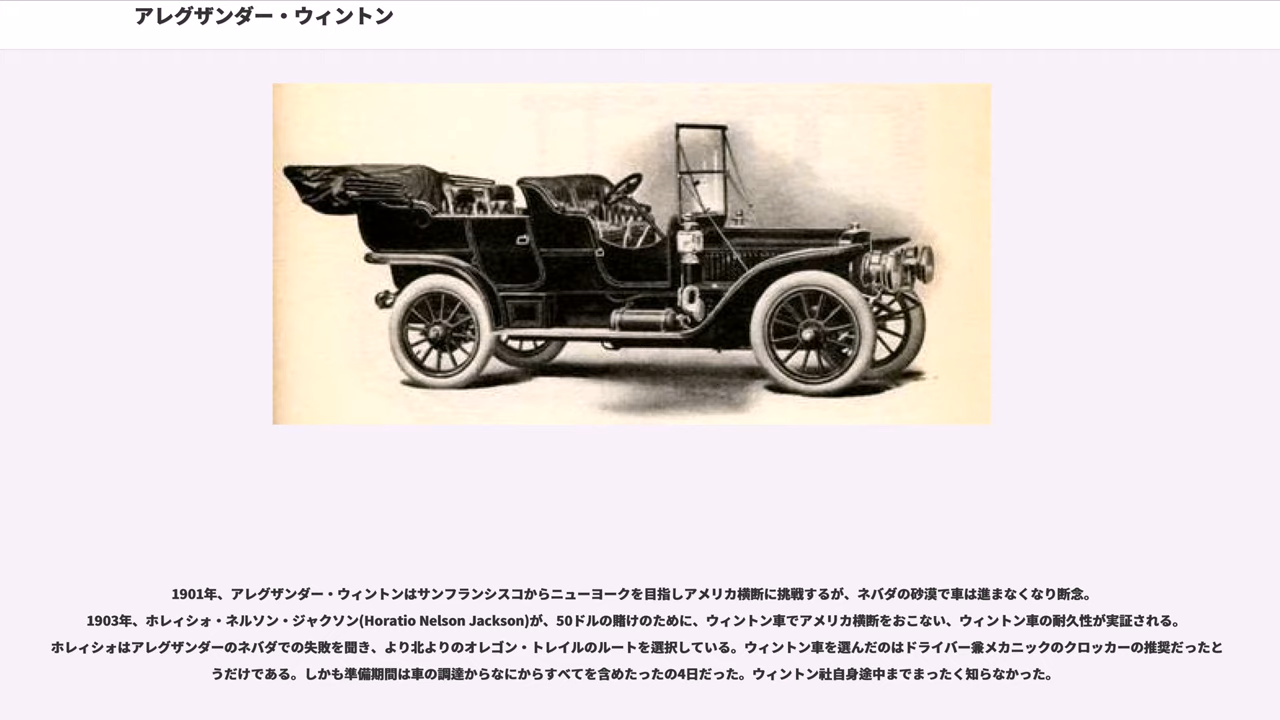 アレグザンダー・ウィントン
1901年、アレグザンダー・ウィントンはサンフランシスコからニューヨークを目指しアメリカ横断に挑戦するが、ネバダの砂漠で車は進まなくなり断念。
1903年、ホレィショ・ネルソン・ジャクソン(Horatio Nelson Jackson)が、50ドルの賭けのために、ウィントン車でアメリカ横断をおこない、ウィントン車の耐久性が実証される。
ホレィショはアレグザンダーのネバダでの失敗を聞き、より北よりのオレゴン・トレイルのルートを選択している。ウィントン車を選んだのはドライバー兼メカニックのクロッカーの推奨だったと
うだけである。しかも準備期間は車の調達からなにからすべてを含めたったの4日だった。ウィントン社自身途中までまったく知らなかった。